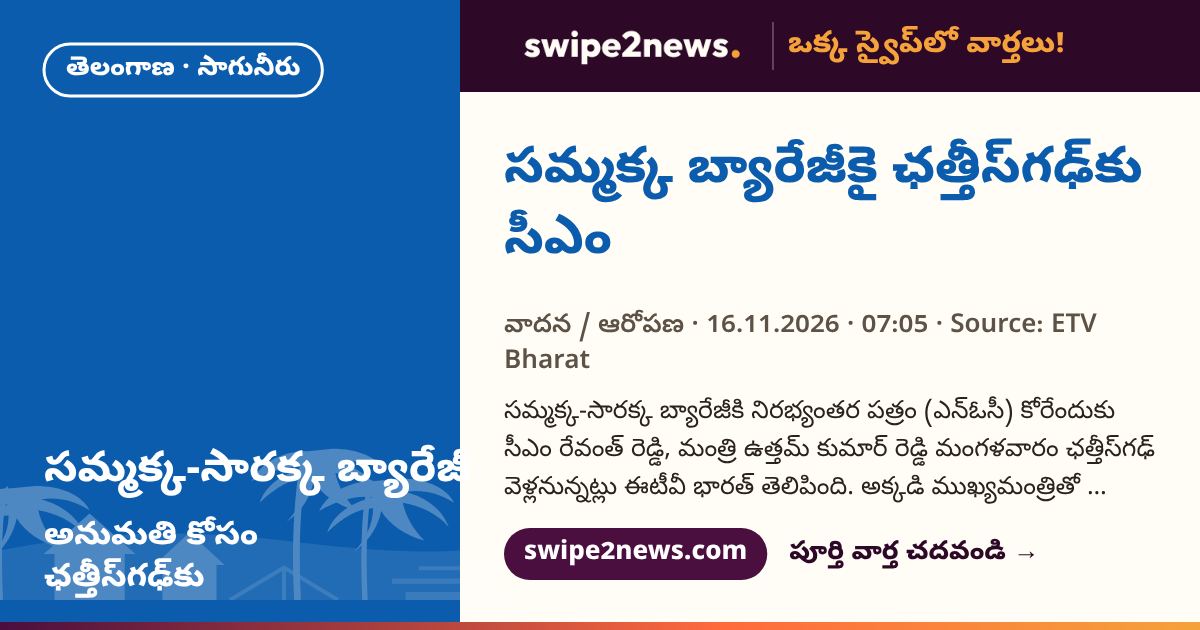 తెలంగాణ · సాగునీరు
swipe2news.
ఒక్క స్వైప్‌లో వార్తలు!
సమ్మక్క బ్యారేజీకై ఛత్తీస్‌గఢ్‌కు
సీఎం
వాదన / ఆరోపణ · 16.11.2026 · 07:05 · Source: ETV
Bharat
సమ్మక్క-సారక్క బ్యారేజీకి నిరభ్యంతర పత్రం (ఎన్‌ఓసీ) కోరేందుకు
సీఎం రేవంత్ రెడ్డి, మంత్రి ఉత్తమ్ కుమార్ రెడ్డి మంగళవారం ఛత్తీస్‌గఢ్
వెళ్లనున్నట్లు ఈటీవీ భారత్ తెలిపింది. అక్కడి ముఖ్యమంత్రితో ...
swipe2news.com
పూర్తి వార్త చదవండి →
సమ్మక్క-సారక్క బ్యారేజీ
అనుమతి కోసం
ఛత్తీస్‌గఢ్‌కు